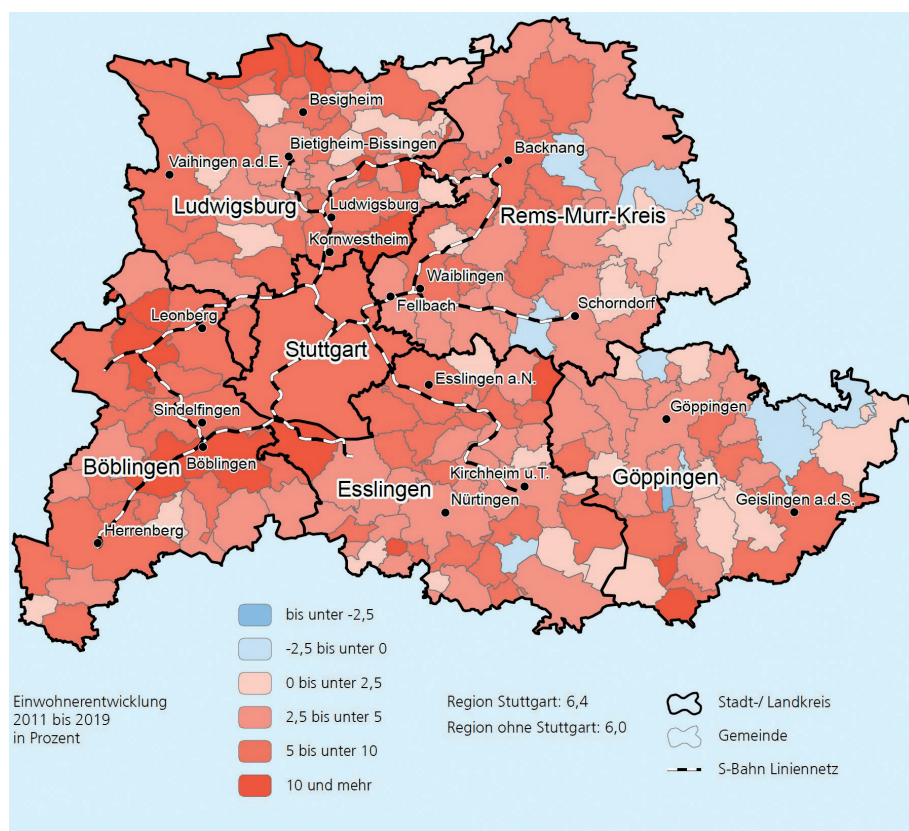 Besigheim
Bietigheim-Bissingen
Backnang
Vaihingen a.d.E.
Ludwigsburg
Ludwigsburg
Rems-Murr-Kreis
Kornwestheim
Waiblingen
Fellbach
Schorndorf
Leonberg
Stuttgart
Esslingen a.N.
Sindelfingen
Göppingen
Böblingen
Böblingen
Kirchheim u.T.
Göppingen
Esslingen
Nürtingen
Geislingen a.d.S.
Herrenberg
bis unter -2,5
-2,5 bis unter 0
0 bis unter 2,5
2,5 bis unter 5
5 bis unter 10
10 und mehr
Einwohnerentwicklung
2011 bis 2019
in Prozent
Region Stuttgart: 6,4
Region ohne Stuttgart: 6,0
Stadt-/ Landkreis
Gemeinde
S-Bahn Liniennetz